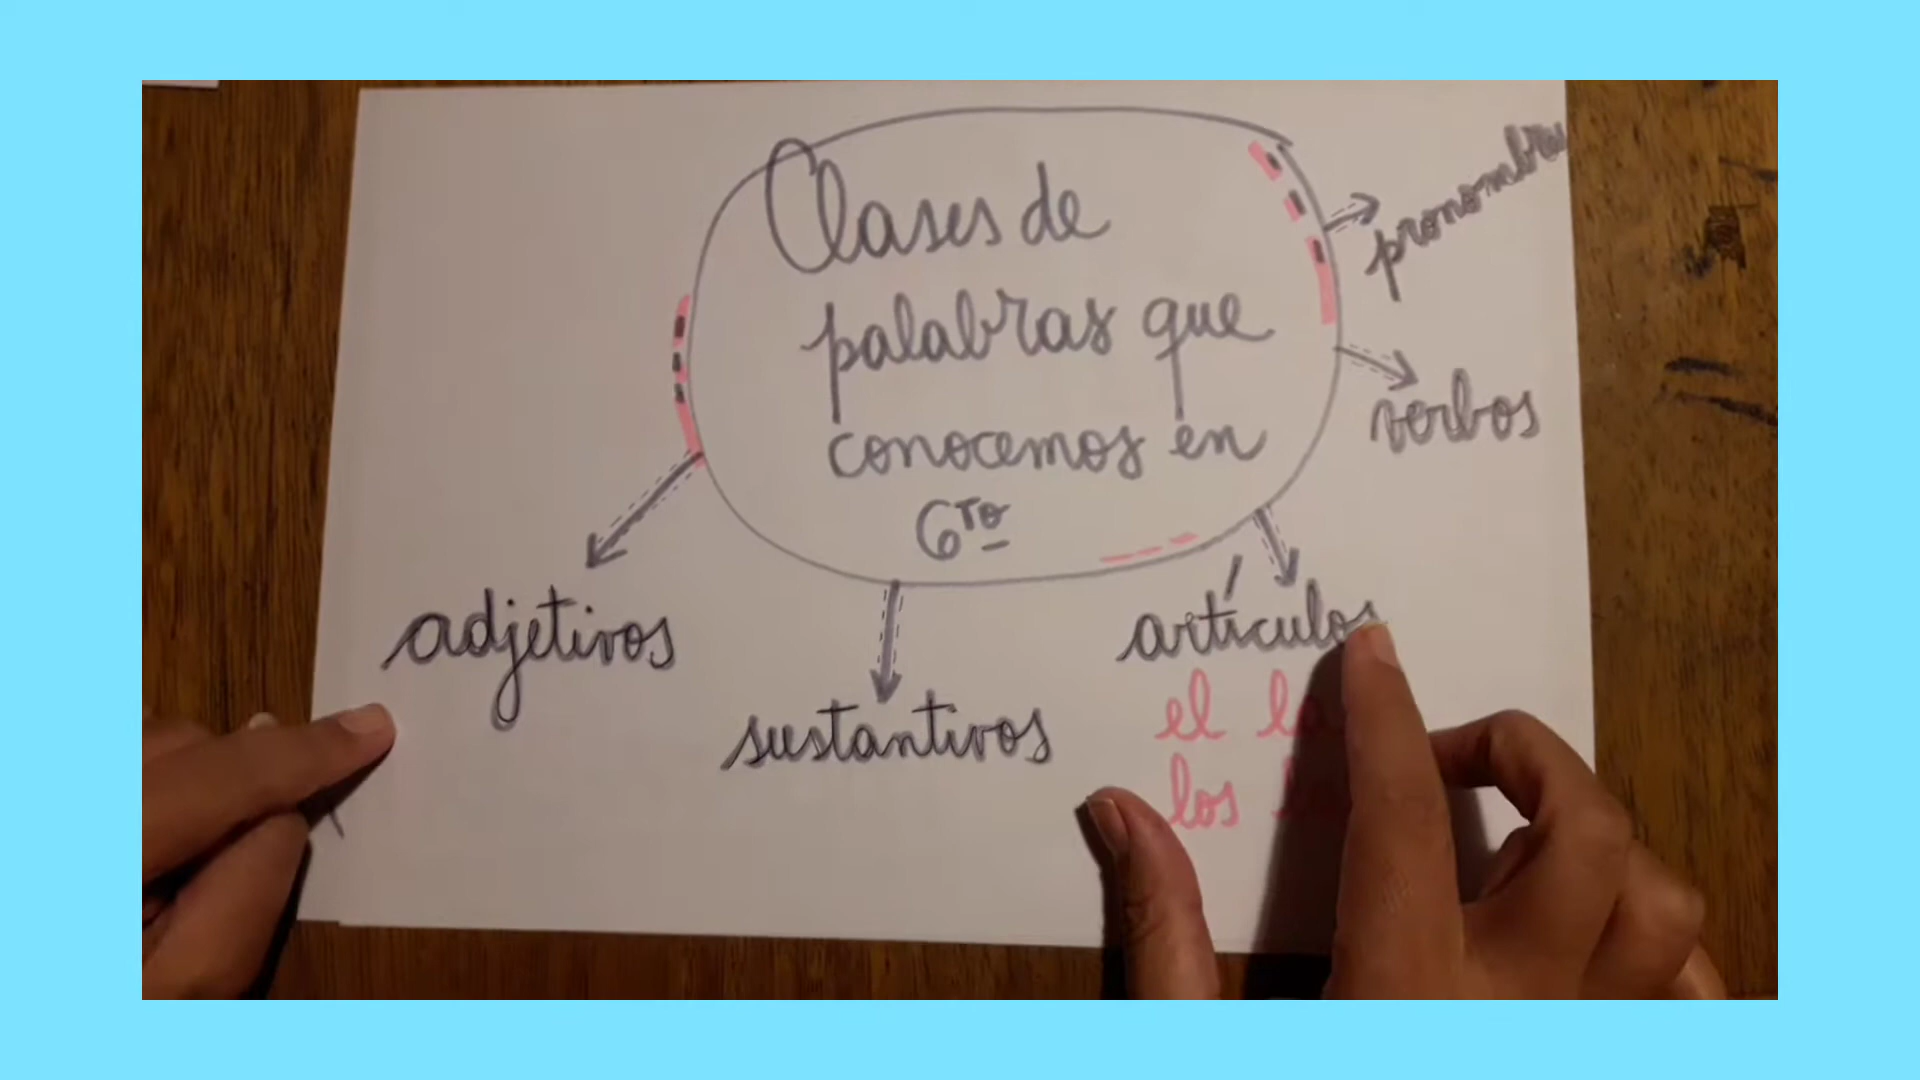 Clases de
palabras que
conocemos en
6to
pronombres
verbos
artículos
el
los
sustantivos
adjetivos